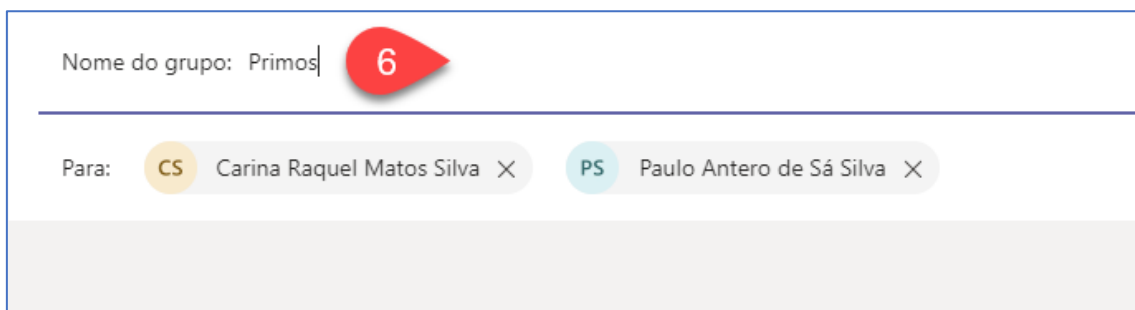 Nome do grupo: Primos 6
Para: CS Carina Raquel Matos Silva PS Paulo Antero de Sá Silva